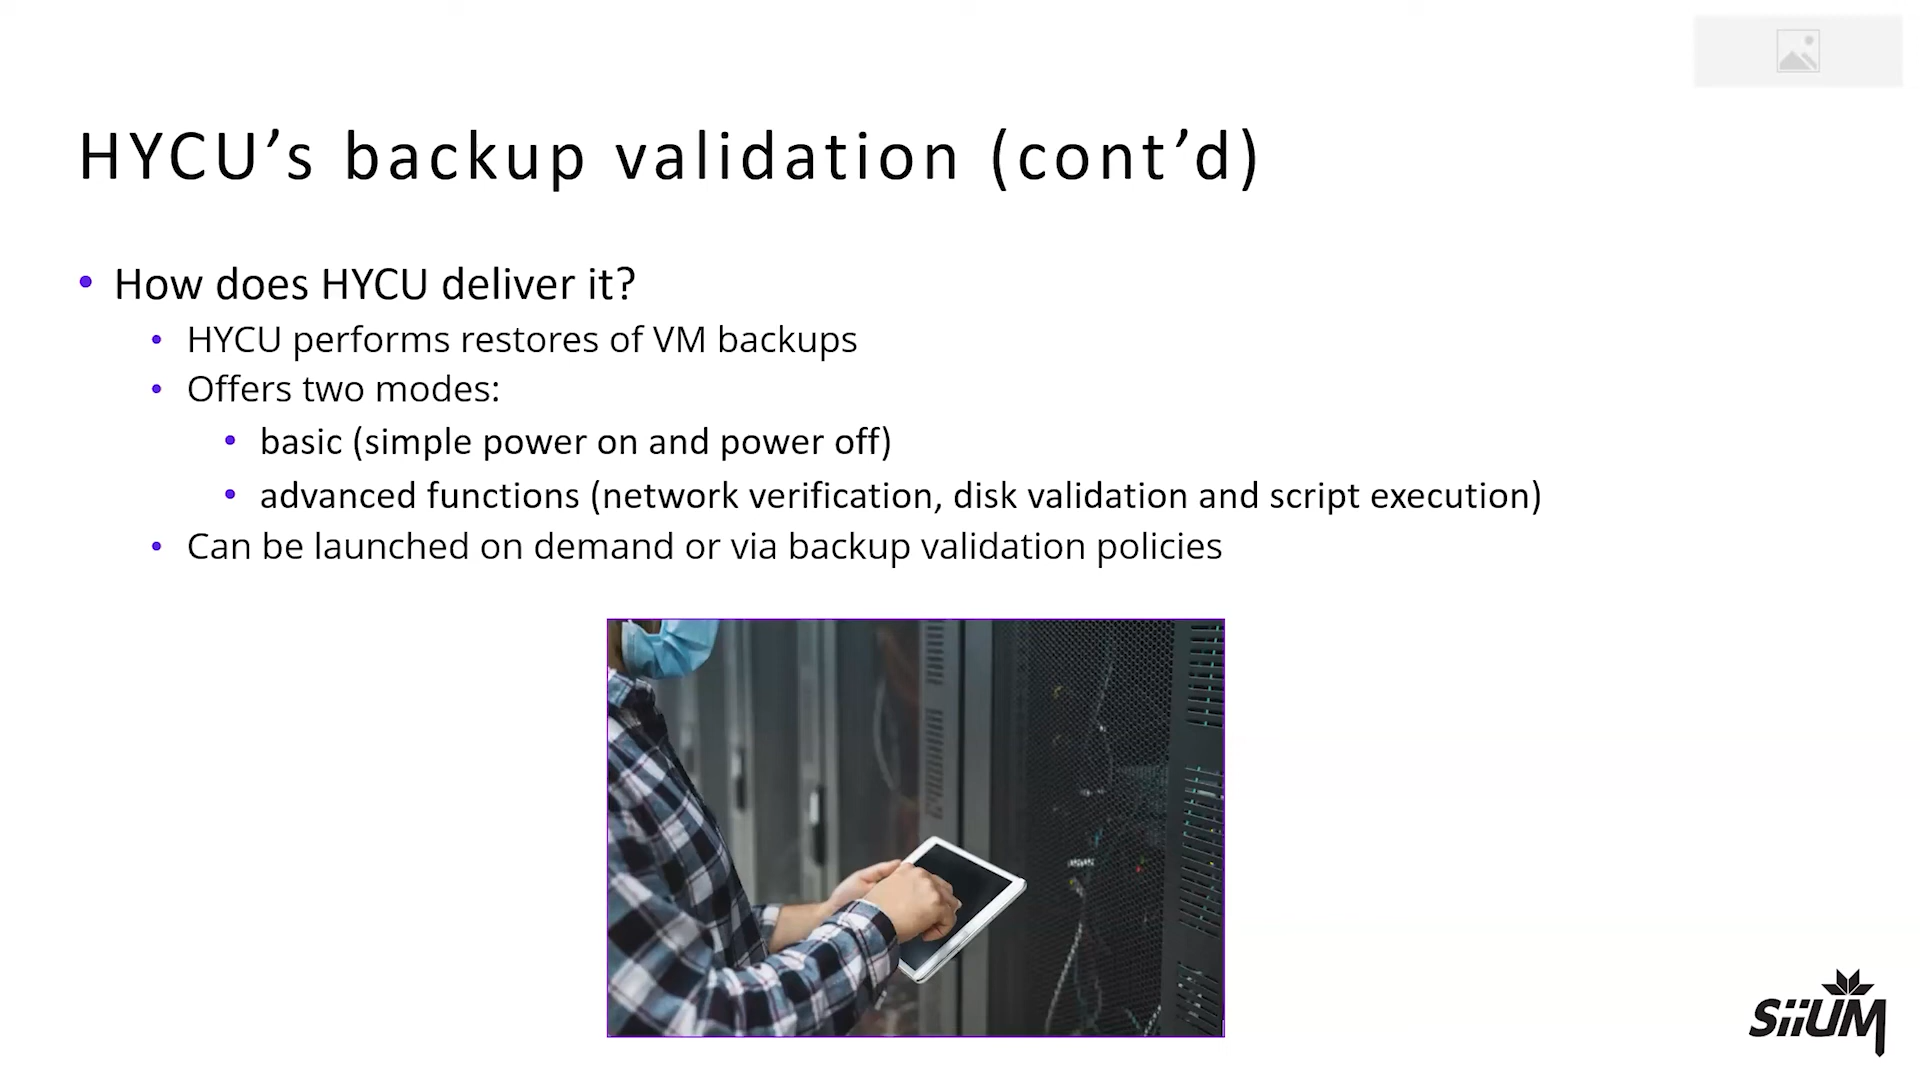 HYCU’s backup validation (cont’d)
• How does HYCU deliver it?
• HYCU performs restores of VM backups
• Offers two modes:
• basic (simple power on and power off)
• advanced functions (network verification, disk validation and script execution)
• Can be launched on demand or via backup validation policies
SiiUM